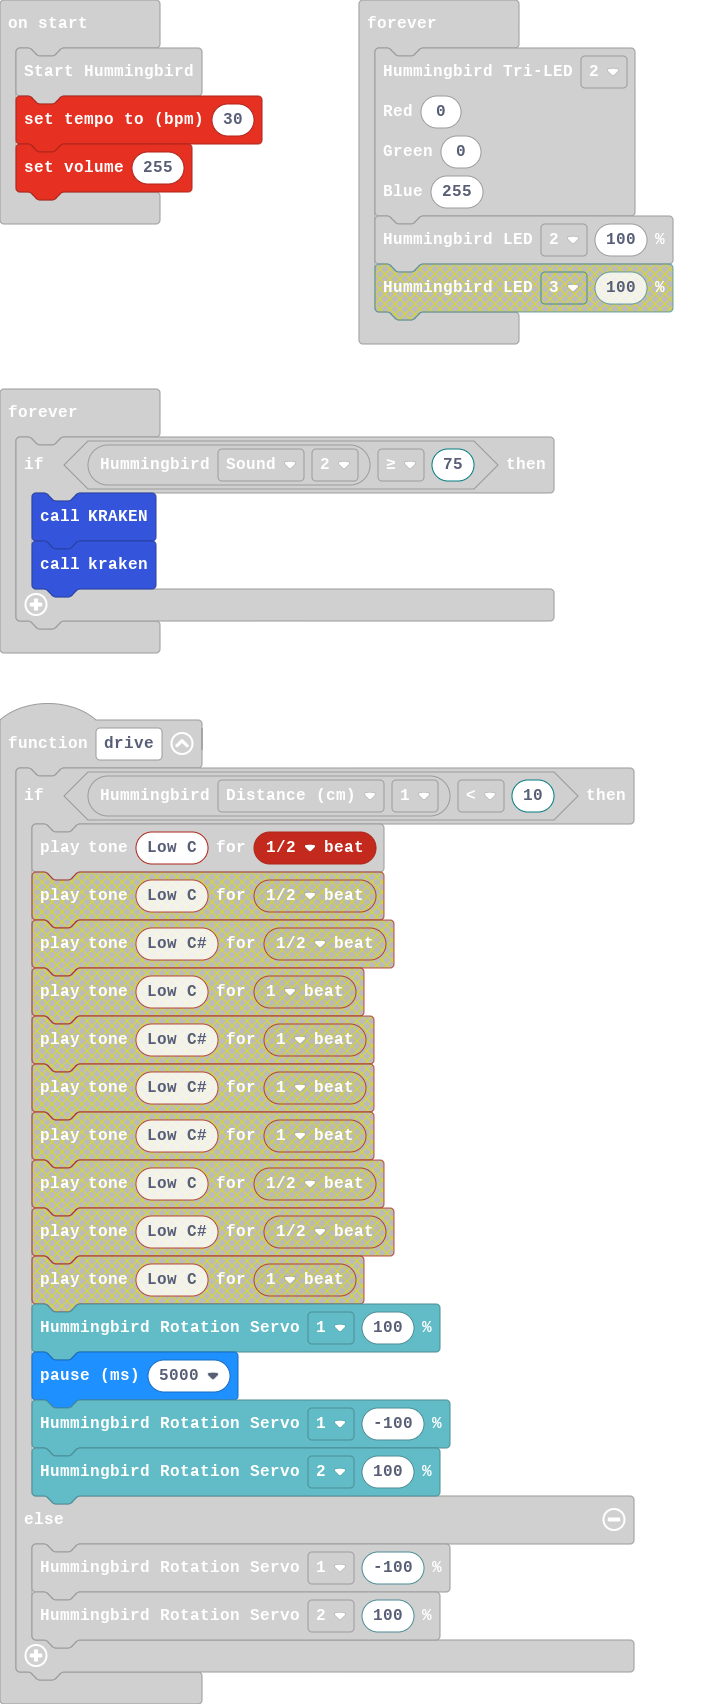 on start
Start Hummingbird
set tempo to (bpm) 30
set volume 255
forever
Hummingbird Tri-LED 2
Red 0
Green 0
Blue 255
Hummingbird LED 2 100 %
Hummingbird LED 3 100 %
forever
if Hummingbird Sound 2 ≥ 75 then
call KRAKEN
call kraken
function drive
if Hummingbird Distance (cm) 1 < 10 then
play tone Low C for 1/2 beat
play tone Low C for 1/2 beat
play tone Low C# for 1/2 beat
play tone Low C for 1 beat
play tone Low C# for 1 beat
play tone Low C# for 1 beat
play tone Low C# for 1 beat
play tone Low C for 1/2 beat
play tone Low C# for 1/2 beat
play tone Low C for 1 beat
Hummingbird Rotation Servo 1 100 %
pause (ms) 5000
Hummingbird Rotation Servo 1 -100 %
Hummingbird Rotation Servo 2 100 %
else
Hummingbird Rotation Servo 1 -100 %
Hummingbird Rotation Servo 2 100 %